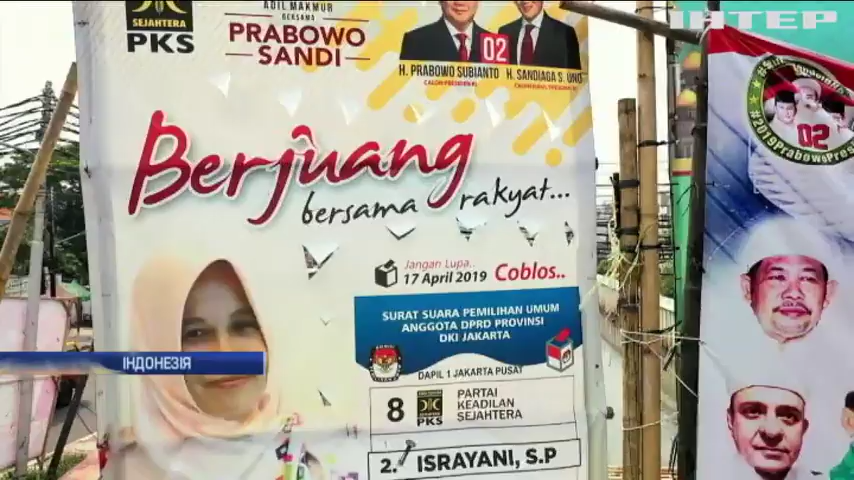 ІНТЕР
SEJAHTERA
PKS
ADIL MAKMUR
BERSAMA
PRABOWO
SANDI
02
H. PRABOWO SUBIANTO H. SANDIAGA S. UNO
Berjuang
bersama rakyat...
Jangan Lupa..
17 April 2019 Coblos..
SURAT SUARA PEMILIHAN UMUM
ANGGOTA DPRD PROVINSI
DKI JAKARTA
DAPIL 1 JAKARTA PUSAT
8
PKS
PARTAI
KEADILAN
SEJAHTERA
2. ISRAYANI, S.P
02
ІНДОНЕЗІЯ